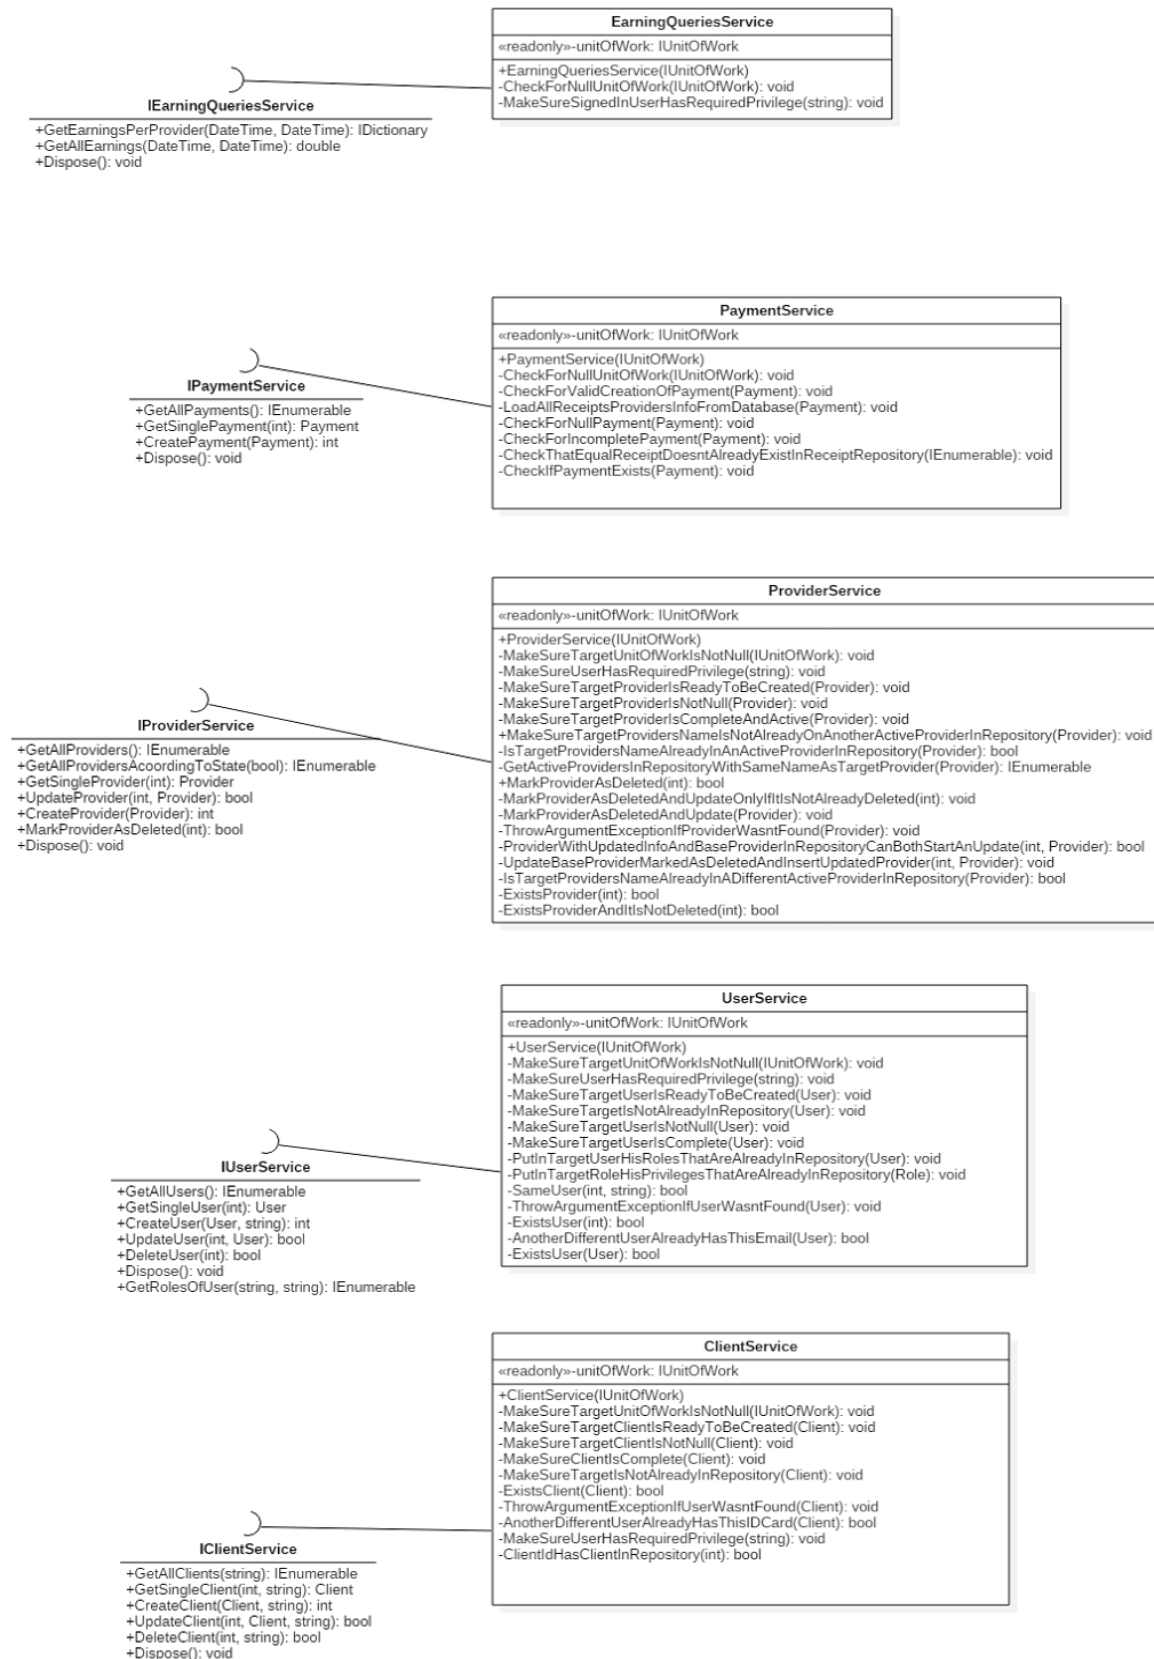 EarningQueriesService
«readonly»-unitOfWork: IUnitOfWork
+EarningQueriesService(IUnitOfWork)
-CheckForNullUnitOfWork(IUnitOfWork): void
-MakeSureSignedInUserHasRequiredPrivilege(string): void
IEarningQueriesService
+GetEarningsPerProvider(DateTime, DateTime): IDictionary
+GetAllEarnings(DateTime, DateTime): double
+Dispose(): void
PaymentService
«readonly»-unitOfWork: IUnitOfWork
+PaymentService(IUnitOfWork)
-CheckForNullUnitOfWork(IUnitOfWork): void
-CheckForValidCreationOfPayment(Payment): void
-LoadAllReceiptsProvidersInfoFromDatabase(Payment): void
-CheckForNullPayment(Payment): void
-CheckForIncompletePayment(Payment): void
-CheckThatEqualReceiptDoesntAlreadyExistInReceiptRepository(IEnumerable): void
-CheckIfPaymentExists(Payment): void
IPaymentService
+GetAllPayments(): IEnumerable
+GetSinglePayment(int): Payment
+CreatePayment(Payment): int
+Dispose(): void
ProviderService
«readonly»-unitOfWork: IUnitOfWork
+ProviderService(IUnitOfWork)
-MakeSureTargetUnitOfWorkIsNotNull(IUnitOfWork): void
-MakeSureUserHasRequiredPrivilege(string): void
-MakeSureTargetProviderIsReadyToBeCreated(Provider): void
-MakeSureTargetProviderIsNotNull(Provider): void
-MakeSureTargetProviderIsCompleteAndActive(Provider): void
+MakeSureTargetProvidersNameIsNotAlreadyOnAnotherActiveProviderInRepository(Provider): void
-IsTargetProvidersNameAlreadyInAnActiveProviderInRepository(Provider): bool
-GetActiveProvidersInRepositoryWithSameNameAsTargetProvider(Provider): IEnumerable
+MarkProviderAsDeleted(int): bool
-MarkProviderAsDeletedAndUpdateOnlyIfItIsNotAlreadyDeleted(int): void
-MarkProviderAsDeletedAndUpdate(Provider): void
-ThrowArgumentExceptionIfProviderWasntFound(Provider): void
-ProviderWithUpdatedInfoAndBaseProviderInRepositoryCanBothStartAnUpdate(int, Provider): bool
-UpdateBaseProviderMarkedAsDeletedAndInsertUpdatedProvider(int, Provider): void
-IsTargetProvidersNameAlreadyInADifferentActiveProviderInRepository(Provider): bool
-ExistsProvider(int): bool
-ExistsProviderAndItIsNotDeleted(int): bool
IProviderService
+GetAllProviders(): IEnumerable
+GetAllProvidersAcoordingToState(bool): IEnumerable
+GetSingleProvider(int): Provider
+UpdateProvider(int, Provider): bool
+CreateProvider(Provider): int
+MarkProviderAsDeleted(int): bool
+Dispose(): void
UserService
«readonly»-unitOfWork: IUnitOfWork
+UserService(IUnitOfWork)
-MakeSureTargetUnitOfWorkIsNotNull(IUnitOfWork): void
-MakeSureUserHasRequiredPrivilege(string): void
-MakeSureTargetUserIsReadyToBeCreated(User): void
-MakeSureTargetIsNotAlreadyInRepository(User): void
-MakeSureTargetUserIsNotNull(User): void
-MakeSureTargetUserIsComplete(User): void
-PutInTargetUserHisRolesThatAreAlreadyInRepository(User): void
-PutInTargetRoleHisPrivilegesThatAreAlreadyInRepository(Role): void
-SameUser(int, string): bool
-ThrowArgumentExceptionIfUserWasntFound(User): void
-ExistsUser(int): bool
-AnotherDifferentUserAlreadyHasThisEmail(User): bool
-ExistsUser(User): bool
IUserService
+GetAllUsers(): IEnumerable
+GetSingleUser(int): User
+CreateUser(User, string): int
+UpdateUser(int, User): bool
+DeleteUser(int): bool
+Dispose(): void
+GetRolesOfUser(string, string): IEnumerable
ClientService
«readonly»-unitOfWork: IUnitOfWork
+ClientService(IUnitOfWork)
-MakeSureTargetUnitOfWorkIsNotNull(IUnitOfWork): void
-MakeSureTargetClientIsReadyToBeCreated(Client): void
-MakeSureTargetClientIsNotNull(Client): void
-MakeSureClientIsComplete(Client): void
-MakeSureTargetIsNotAlreadyInRepository(Client): void
-ExistsClient(Client): bool
-ThrowArgumentExceptionIfUserWasntFound(Client): void
-AnotherDifferentUserAlreadyHasThisIDCard(Client): bool
-MakeSureUserHasRequiredPrivilege(string): void
-ClientIdHasClientInRepository(int): bool
IClientService
+GetAllClients(string): IEnumerable
+GetSingleClient(int, string): Client
+CreateClient(Client, string): int
+UpdateClient(int, Client, string): bool
+DeleteClient(int, string): bool
+Dispose(): void